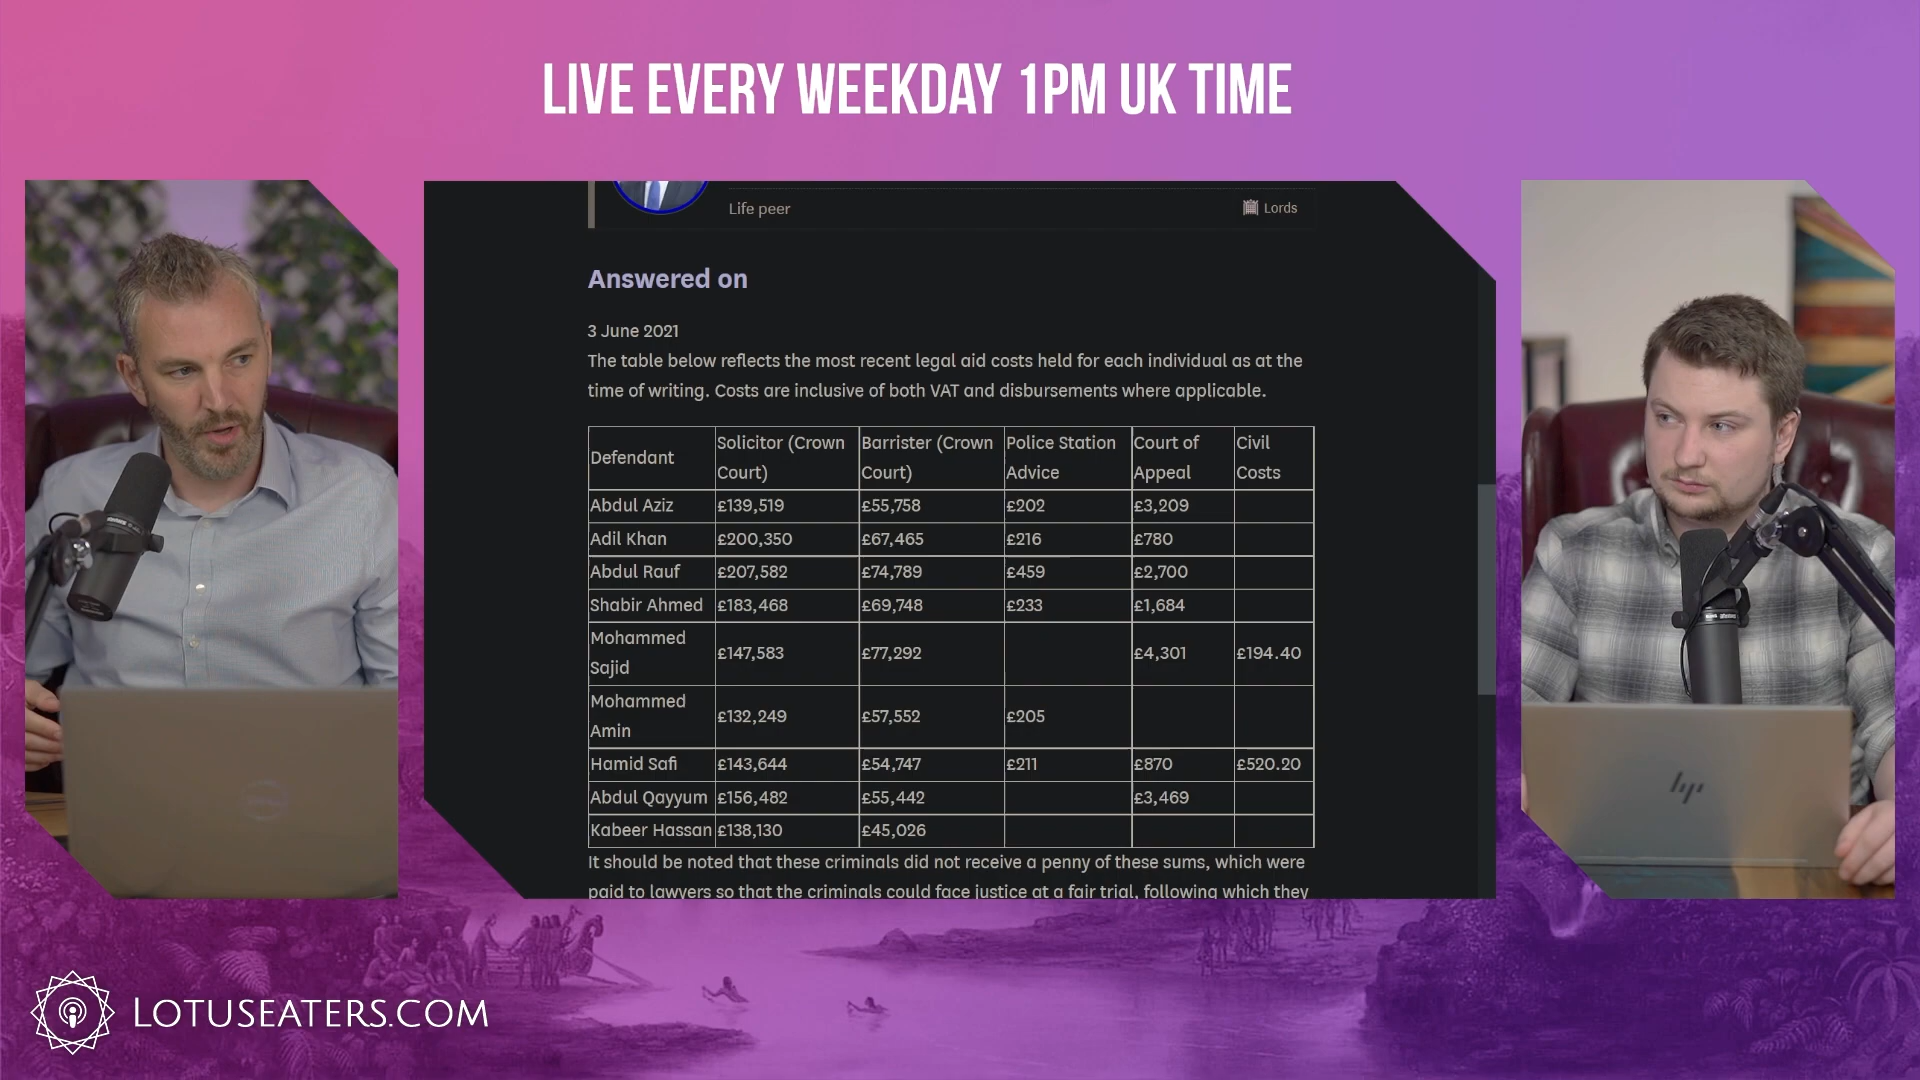 LIVE EVERY WEEKDAY 1PM UK TIME
Life peer
Lords
Answered on
3 June 2021
The table below reflects the most recent legal aid costs held for each individual as at the
time of writing. Costs are inclusive of both VAT and disbursements where applicable.
Defendant Solicitor (Crown Court) Barrister (Crown Court) Police Station Advice Court of Appeal Civil Costs
Abdul Aziz £139,519 £55,758 £202 £3,209
Adil Khan £200,350 £67,465 £216 £780
Abdul Rauf £207,582 £74,789 £459 £2,700
Shabir Ahmed £183,468 £69,748 £233 £1,684
Mohammed Sajid £147,583 £77,292 £4,301 £194.40
Mohammed Amin £132,249 £57,552 £205
Hamid Safi £143,644 £54,747 £211 £870 £520.20
Abdul Qayyum £156,482 £55,442 £3,469
Kabeer Hassan £138,130 £45,026
It should be noted that these criminals did not receive a penny of these sums, which were
paid to lawyers so that the criminals could face justice at a fair trial, following which they
hp
LOTUSEATERS.COM